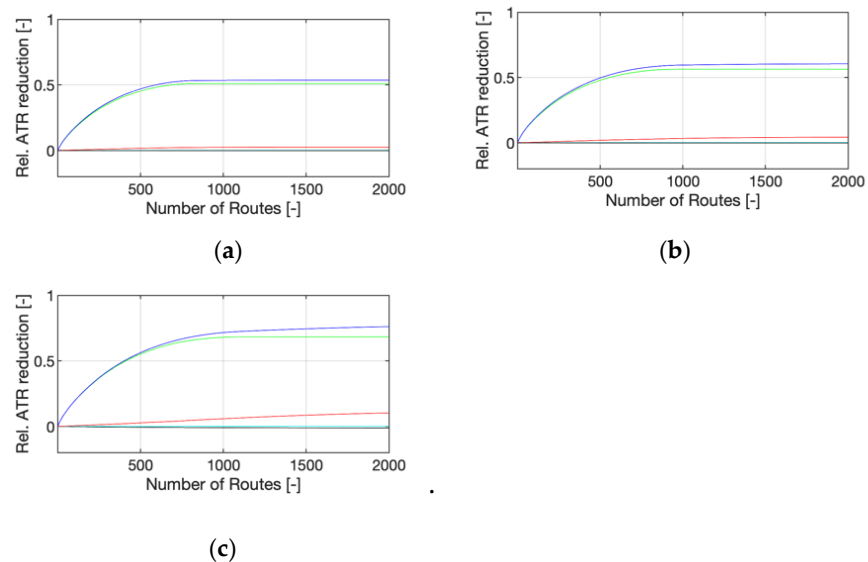 1
0.5
0
Rel. ATR reduction [-]
500 1000 1500 2000
Number of Routes [-]
(a)
1
0.5
0
Rel. ATR reduction [-]
500 1000 1500 2000
Number of Routes [-]
(b)
1
0.5
0
Rel. ATR reduction [-]
500 1000 1500 2000
Number of Routes [-]
.
(c)